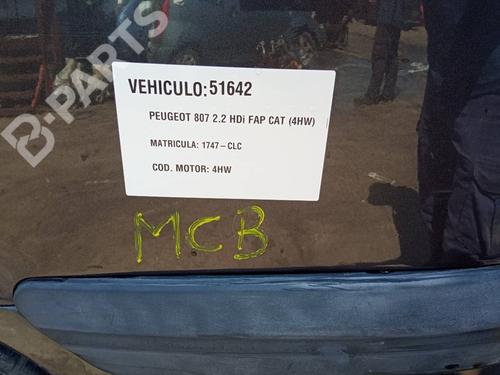 B-PARTS
VEHICULO:51642
PEUGEOT 807 2.2 HDi FAP CAT (4HW)
MATRICULA: 1747-CLC
COD. MOTOR: 4HW
MCB